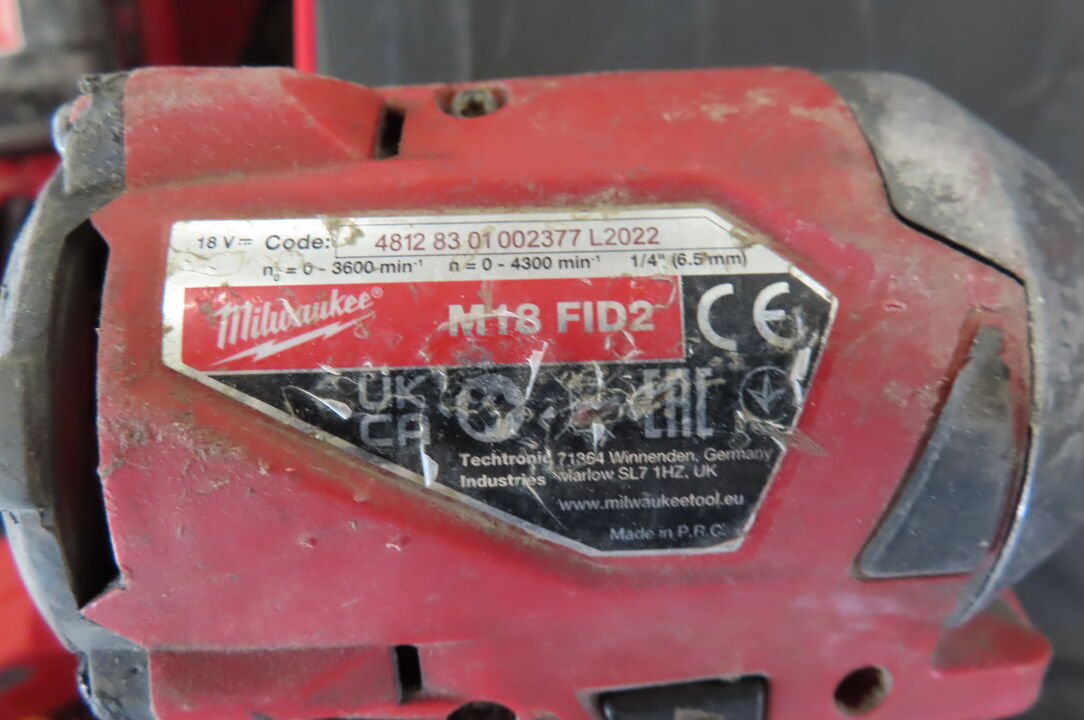 18 V Code: 4812 83 01 002377 L2022
n₀ = 0 - 3600 min⁻¹ n = 0 - 4300 min⁻¹ 1/4" (6.5 mm)
Milwaukee® M18 FID2 CE
UK
CA
EAC
Techtronic 71364 Winnenden, Germany
Industries Marlow SL7 1HZ, UK
www.milwaukeetool.eu
Made in P.R.C.